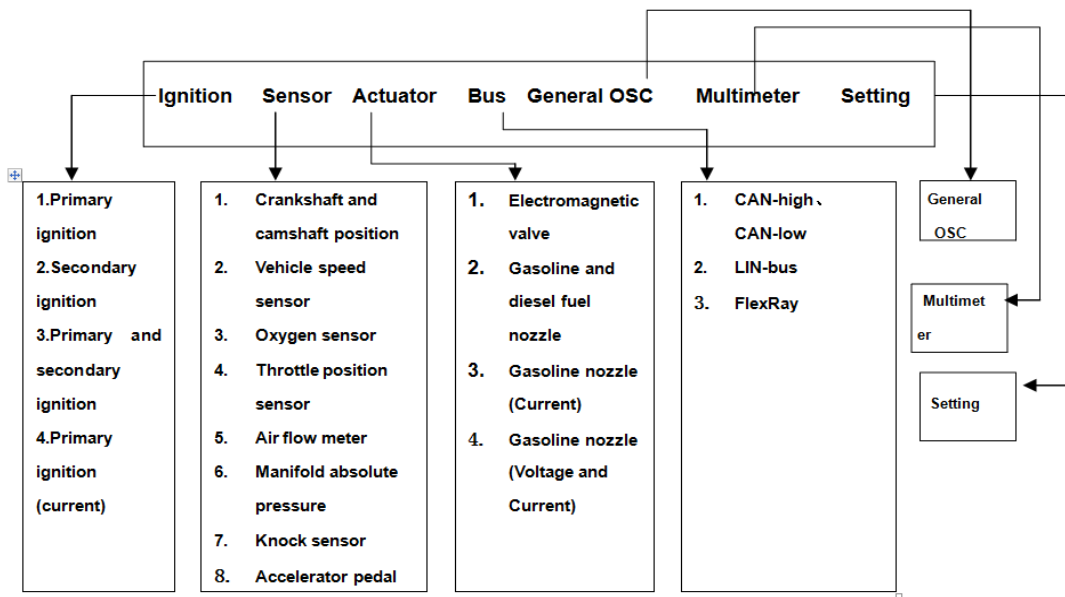 Ignition Sensor Actuator Bus General OSC Multimeter Setting
1.Primary
ignition
2.Secondary
ignition
3.Primary and
secondary
ignition
4.Primary
ignition
(current)
1. Crankshaft and
camshaft position
2. Vehicle speed
sensor
3. Oxygen sensor
4. Throttle position
sensor
5. Air flow meter
6. Manifold absolute
pressure
7. Knock sensor
8. Accelerator pedal
1. Electromagnetic
valve
2. Gasoline and
diesel fuel
nozzle
3. Gasoline nozzle
(Current)
4. Gasoline nozzle
(Voltage and
Current)
1. CAN-high、
CAN-low
2. LIN-bus
3. FlexRay
General
OSC
Multimet
er
Setting